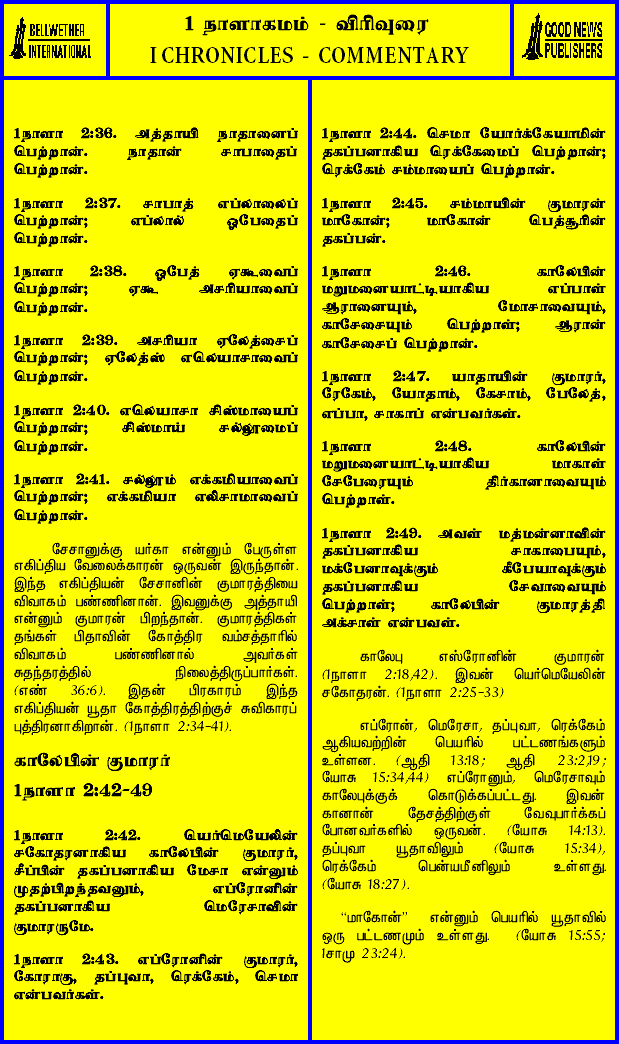 BELLWETHER
INTERNATIONAL
1 நாளாகமம் - விரிவுரை
I CHRONICLES - COMMENTARY
GOOD NEWS
PUBLISHERS
1நாளா 2:36. அத்தாயி நாதானைப்
பெற்றான். நாதான் சாபாதைப்
பெற்றான்.
1நாளா 2:37. சாபாத் எப்லாலைப்
பெற்றான்; எப்லால் ஓபேதைப்
பெற்றான்.
1நாளா 2:38. ஓபேத் ஏகூவைப்
பெற்றான்; ஏகூ அசரியாவைப்
பெற்றான்.
1நாளா 2:39. அசரியா ஏலேத்சைப்
பெற்றான்; ஏலேத்ஸ் எலெயாசாவைப்
பெற்றான்.
1நாளா 2:40. எலெயாசா சிஸ்மாயைப்
பெற்றான்; சிஸ்மாய் சல்லூமைப்
பெற்றான்.
1நாளா 2:41. சல்லூம் எக்கமியாவைப்
பெற்றான்; எக்கமியா எலிசாமாவைப்
பெற்றான்.
சேசானுக்கு யர்கா என்னும் பேருள்ள
எகிப்திய வேலைக்காரன் ஒருவன் இருந்தான்.
இந்த எகிப்தியன் சேசானின் குமாரத்தியை
விவாகம் பண்ணினான். இவனுக்கு அத்தாயி
என்னும் குமாரன் பிறந்தான். குமாரத்திகள்
தங்கள் பிதாவின் கோத்திர வம்சத்தாரில்
விவாகம் பண்ணினால் அவர்கள்
சுதந்தரத்தில் நிலைத்திருப்பார்கள்.
(எண் 36:6). இதன் பிரகாரம் இந்த
எகிப்தியன் யூதா கோத்திரத்திற்குச் சுவிகாரப்
புத்திரனாகிறான். (1நாளா 2:34-41).
காலேபின் குமாரர்
1நாளா 2:42-49
1நாளா 2:42. யெர்மெயேலின்
சகோதரனாகிய காலேபின் குமாரர்,
சீப்பின் தகப்பனாகிய மேசா என்னும்
முதற்பிறந்தவனும், எப்ரோனின்
தகப்பனாகிய மெரேசாவின்
குமாரருமே.
1நாளா 2:43. எப்ரோனின் குமாரர்,
கோராகு, தப்புவா, ரெக்கேம், செமா
என்பவர்கள்.
1நாளா 2:44. செமா யோர்க்கேயாமின்
தகப்பனாகிய ரெக்கேமைப் பெற்றான்;
ரெக்கேம் சம்மாயைப் பெற்றான்.
1நாளா 2:45. சம்மாயின் குமாரன்
மாகோன்; மாகோன் பெத்சூரின்
தகப்பன்.
1நாளா 2:46. காலேபின்
மறுமனையாட்டியாகிய எப்பாள்
ஆரானையும், மோசாவையும்,
காசேசையும் பெற்றான்; ஆரான்
காசேசைப் பெற்றான்.
1நாளா 2:47. யாதாயின் குமாரர்,
ரேகேம், யோதாம், கேசாம், பேலேத்,
எப்பா, சாகாப் என்பவர்கள்.
1நாளா 2:48. காலேபின்
மறுமனையாட்டியாகிய மாகாள்
சேபேரையும் திர்கானாவையும்
பெற்றாள்.
1நாளா 2:49. அவள் மத்மன்னாவின்
தகப்பனாகிய சாகாபையும்,
மக்பேனாவுக்கும் கீபேயாவுக்கும்
தகப்பனாகிய சேவாவையும்
பெற்றான்; காலேபின் குமாரத்தி
அக்சாள் என்பவள்.
காலேபு எஸ்ரோனின் குமாரன்
(1நாளா 2:18,42). இவன் யெர்மெயேலின்
சகோதரன். (1நாளா 2:25-33)
எப்ரோன், மெரேசா, தப்புவா, ரெக்கேம்
ஆகியவற்றின் பெயரில் பட்டணங்களும்
உள்ளன. (ஆதி 13:18; ஆதி 23:2,19;
யோசு 15:34,44) எப்ரோனும், மெரேசாவும்
காலேபுக்குக் கொடுக்கப்பட்டது. இவன்
கானான் தேசத்திற்குள் வேவுபார்க்கப்
போனவர்களில் ஒருவன். (யோசு 14:13).
தப்புவா யூதாவிலும் (யோசு 15:34),
ரெக்கேம் பென்யமீனிலும் உள்ளது.
(யோசு 18:27).
“மாகோன்” என்னும் பெயரில் யூதாவில்
ஒரு பட்டணமும் உள்ளது. (யோசு 15:55;
1சாமு 23:24).